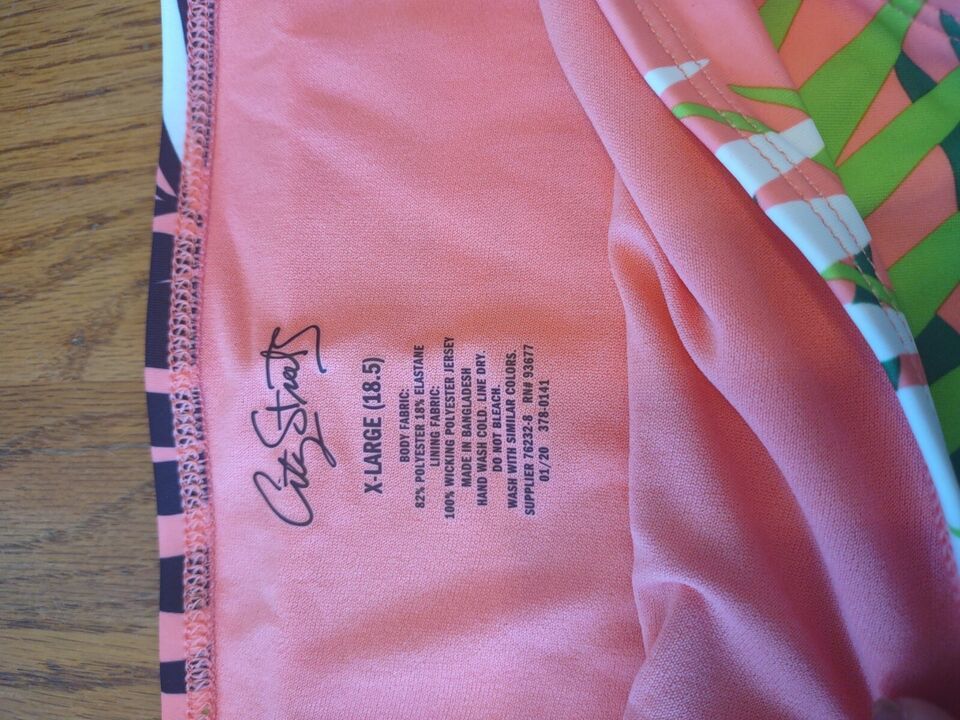 City Streets
X-LARGE (18.5)
BODY FABRIC:
82% POLYESTER 18% ELASTANE
LINING FABRIC:
100% WICKING POLYESTER JERSEY
MADE IN BANGLADESH
HAND WASH COLD. LINE DRY.
DO NOT BLEACH.
WASH WITH SIMILAR COLORS.
SUPPLIER 76232-8 RN# 93677
01/20 378-0141